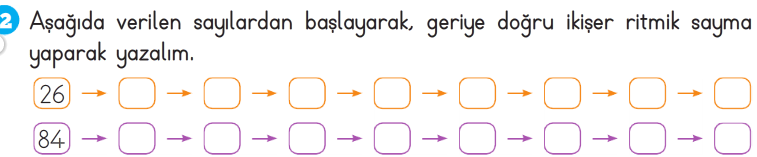 2 Aşağıda verilen sayılardan başlayarak, geriye doğru ikişer ritmik sayma
yaparak yazalım.
26
84